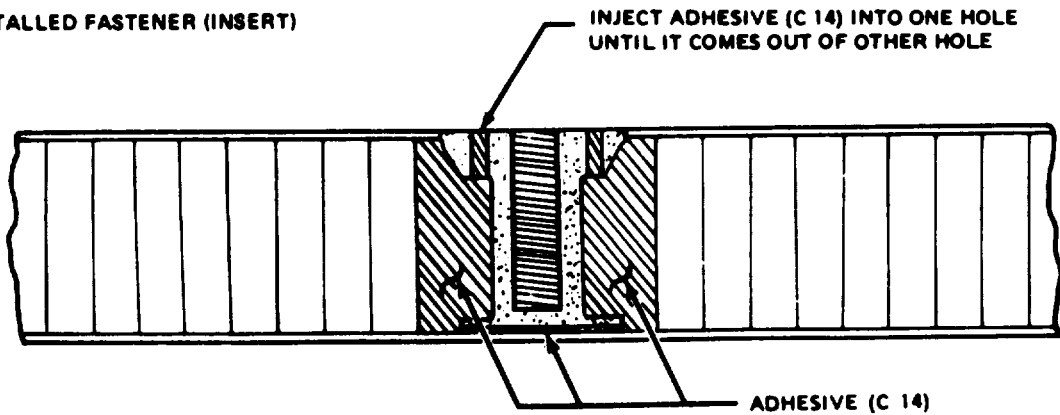 TALLED FASTENER (INSERT)
INJECT ADHESIVE (C 14) INTO ONE HOLE
UNTIL IT COMES OUT OF OTHER HOLE
ADHESIVE (C 14)